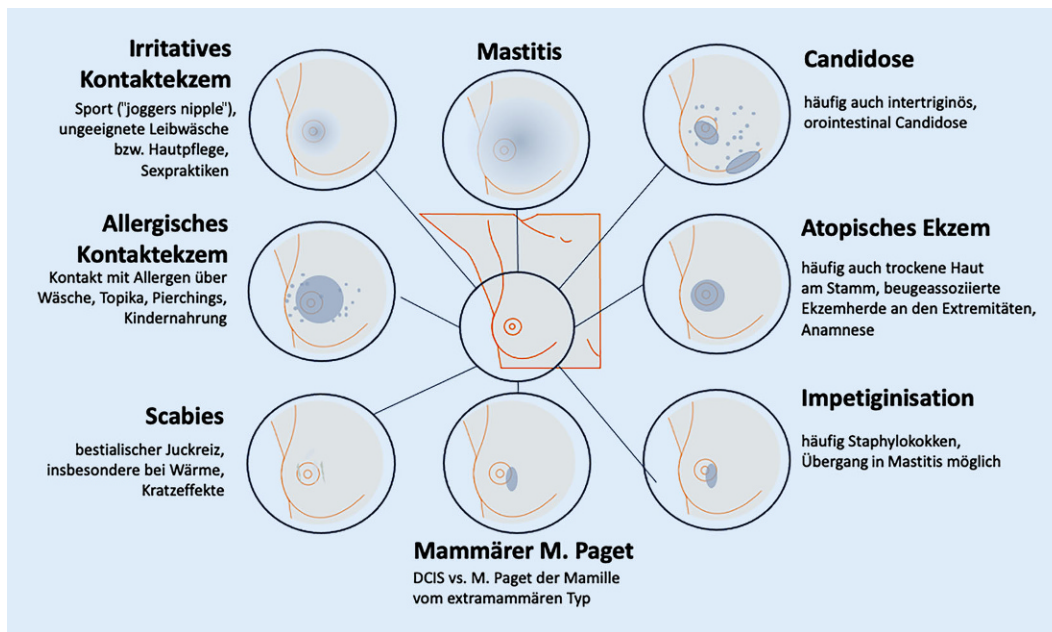 Irritatives
Kontaktekzem
Sport ("joggers nipple"),
ungeeignete Leibwäsche
bzw. Hautpflege,
Sexpraktiken
Mastitis
Candidose
häufig auch intertriginös,
orointestinal Candidose
Allergisches
Kontaktekzem
Kontakt mit Allergen über
Wäsche, Topika, Pierchings,
Kindernahrung
Atopisches Ekzem
häufig auch trockene Haut
am Stamm, beugeassoziierte
Ekzemherde an den Extremitäten,
Anamnese
Scabies
bestialischer Juckreiz,
insbesondere bei Wärme,
Kratzeffekte
Mammärer M. Paget
DCIS vs. M. Paget der Mamille
vom extramammären Typ
Impetiginisation
häufig Staphylokokken,
Übergang in Mastitis möglich